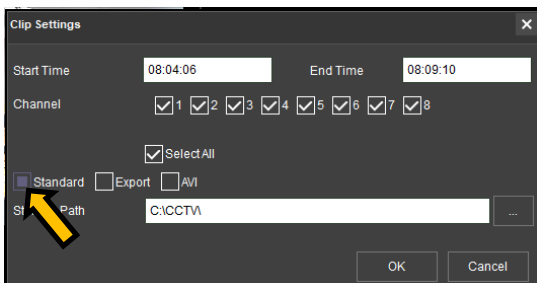 Clip Settings
Start Time 08:04:06 End Time 08:09:10
Channel 1 2 3 4 5 6 7 8
Select All
Standard Export AVI
Path C:\CCTV\
... 
OK Cancel